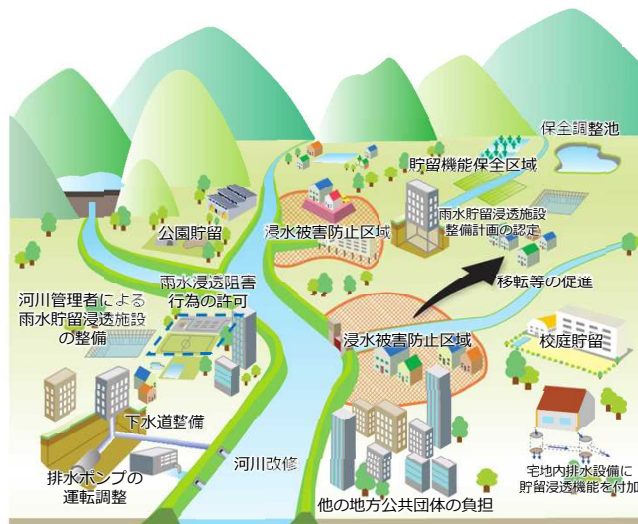 保全調整池
貯留機能保全区域
雨水貯留浸透施設
整備計画の認定
公園貯留
浸水被害防止区域
移転等の促進
雨水浸透阻害
行為の許可
河川管理者による
雨水貯留浸透施設
の整備
浸水被害防止区域
校庭貯留
下水道整備
排水ポンプの
運転調整
河川改修
他の地方公共団体の負担
宅地内排水設備に
貯留浸透機能を付加